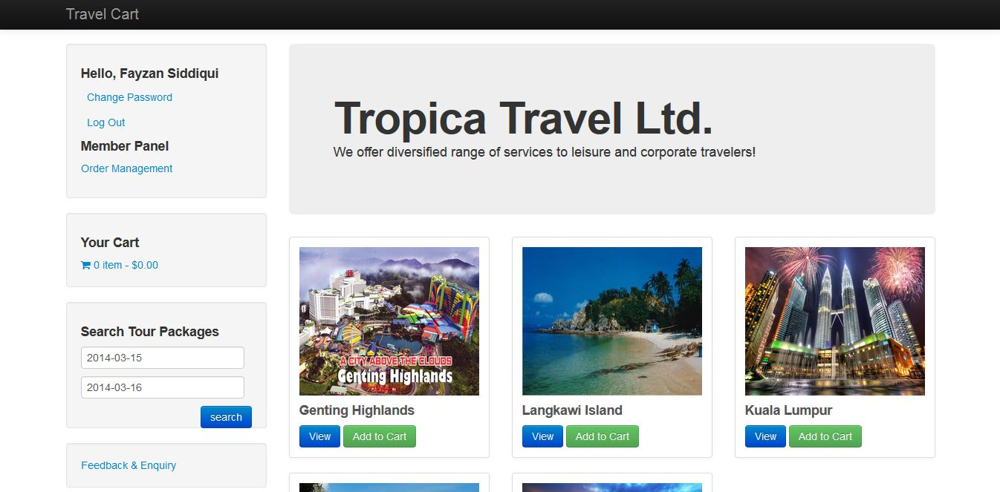 Travel Cart
Hello, Fayzan Siddiqui
Change Password
Log Out
Member Panel
Order Management
Your Cart
0 item - $0.00
Search Tour Packages
2014-03-15
2014-03-16
search
Feedback & Enquiry
Tropica Travel Ltd.
We offer diversified range of services to leisure and corporate travelers!
A CITY ABOVE THE CLOUDS
Genting Highlands
Genting Highlands
View Add to Cart
Langkawi Island
View Add to Cart
Kuala Lumpur
View Add to Cart